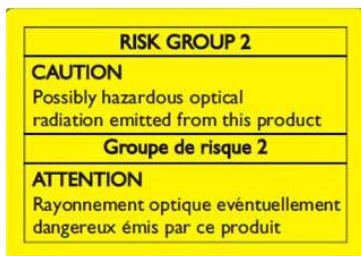 RISK GROUP 2
CAUTION
Possibly hazardous optical
radiation emitted from this product
Groupe de risque 2
ATTENTION
Rayonnement optique evéntuellement
dangereux émis par ce produit